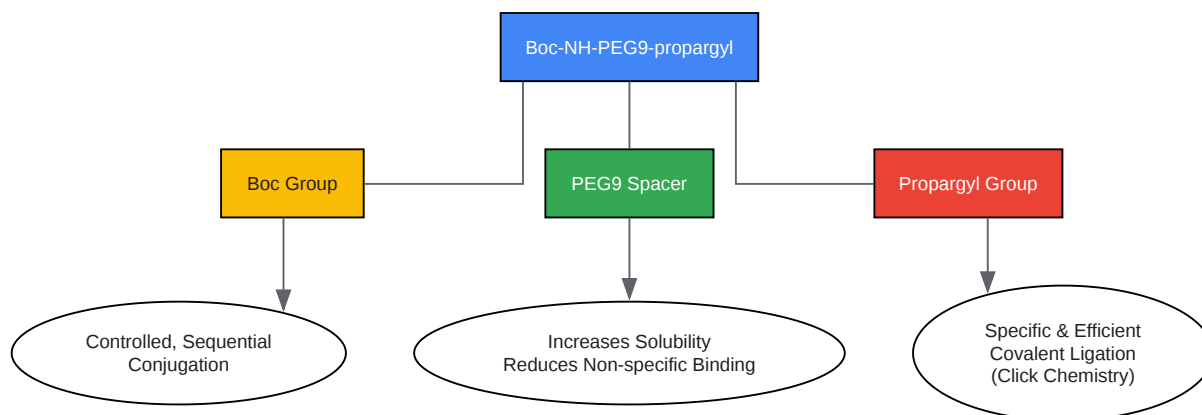 Boc-NH-PEG9-propargyl
Boc Group
PEG9 Spacer
Propargyl Group
Controlled, Sequential
Conjugation
Increases Solubility
Reduces Non-specific Binding
Specific & Efficient
Covalent Ligation
(Click Chemistry)